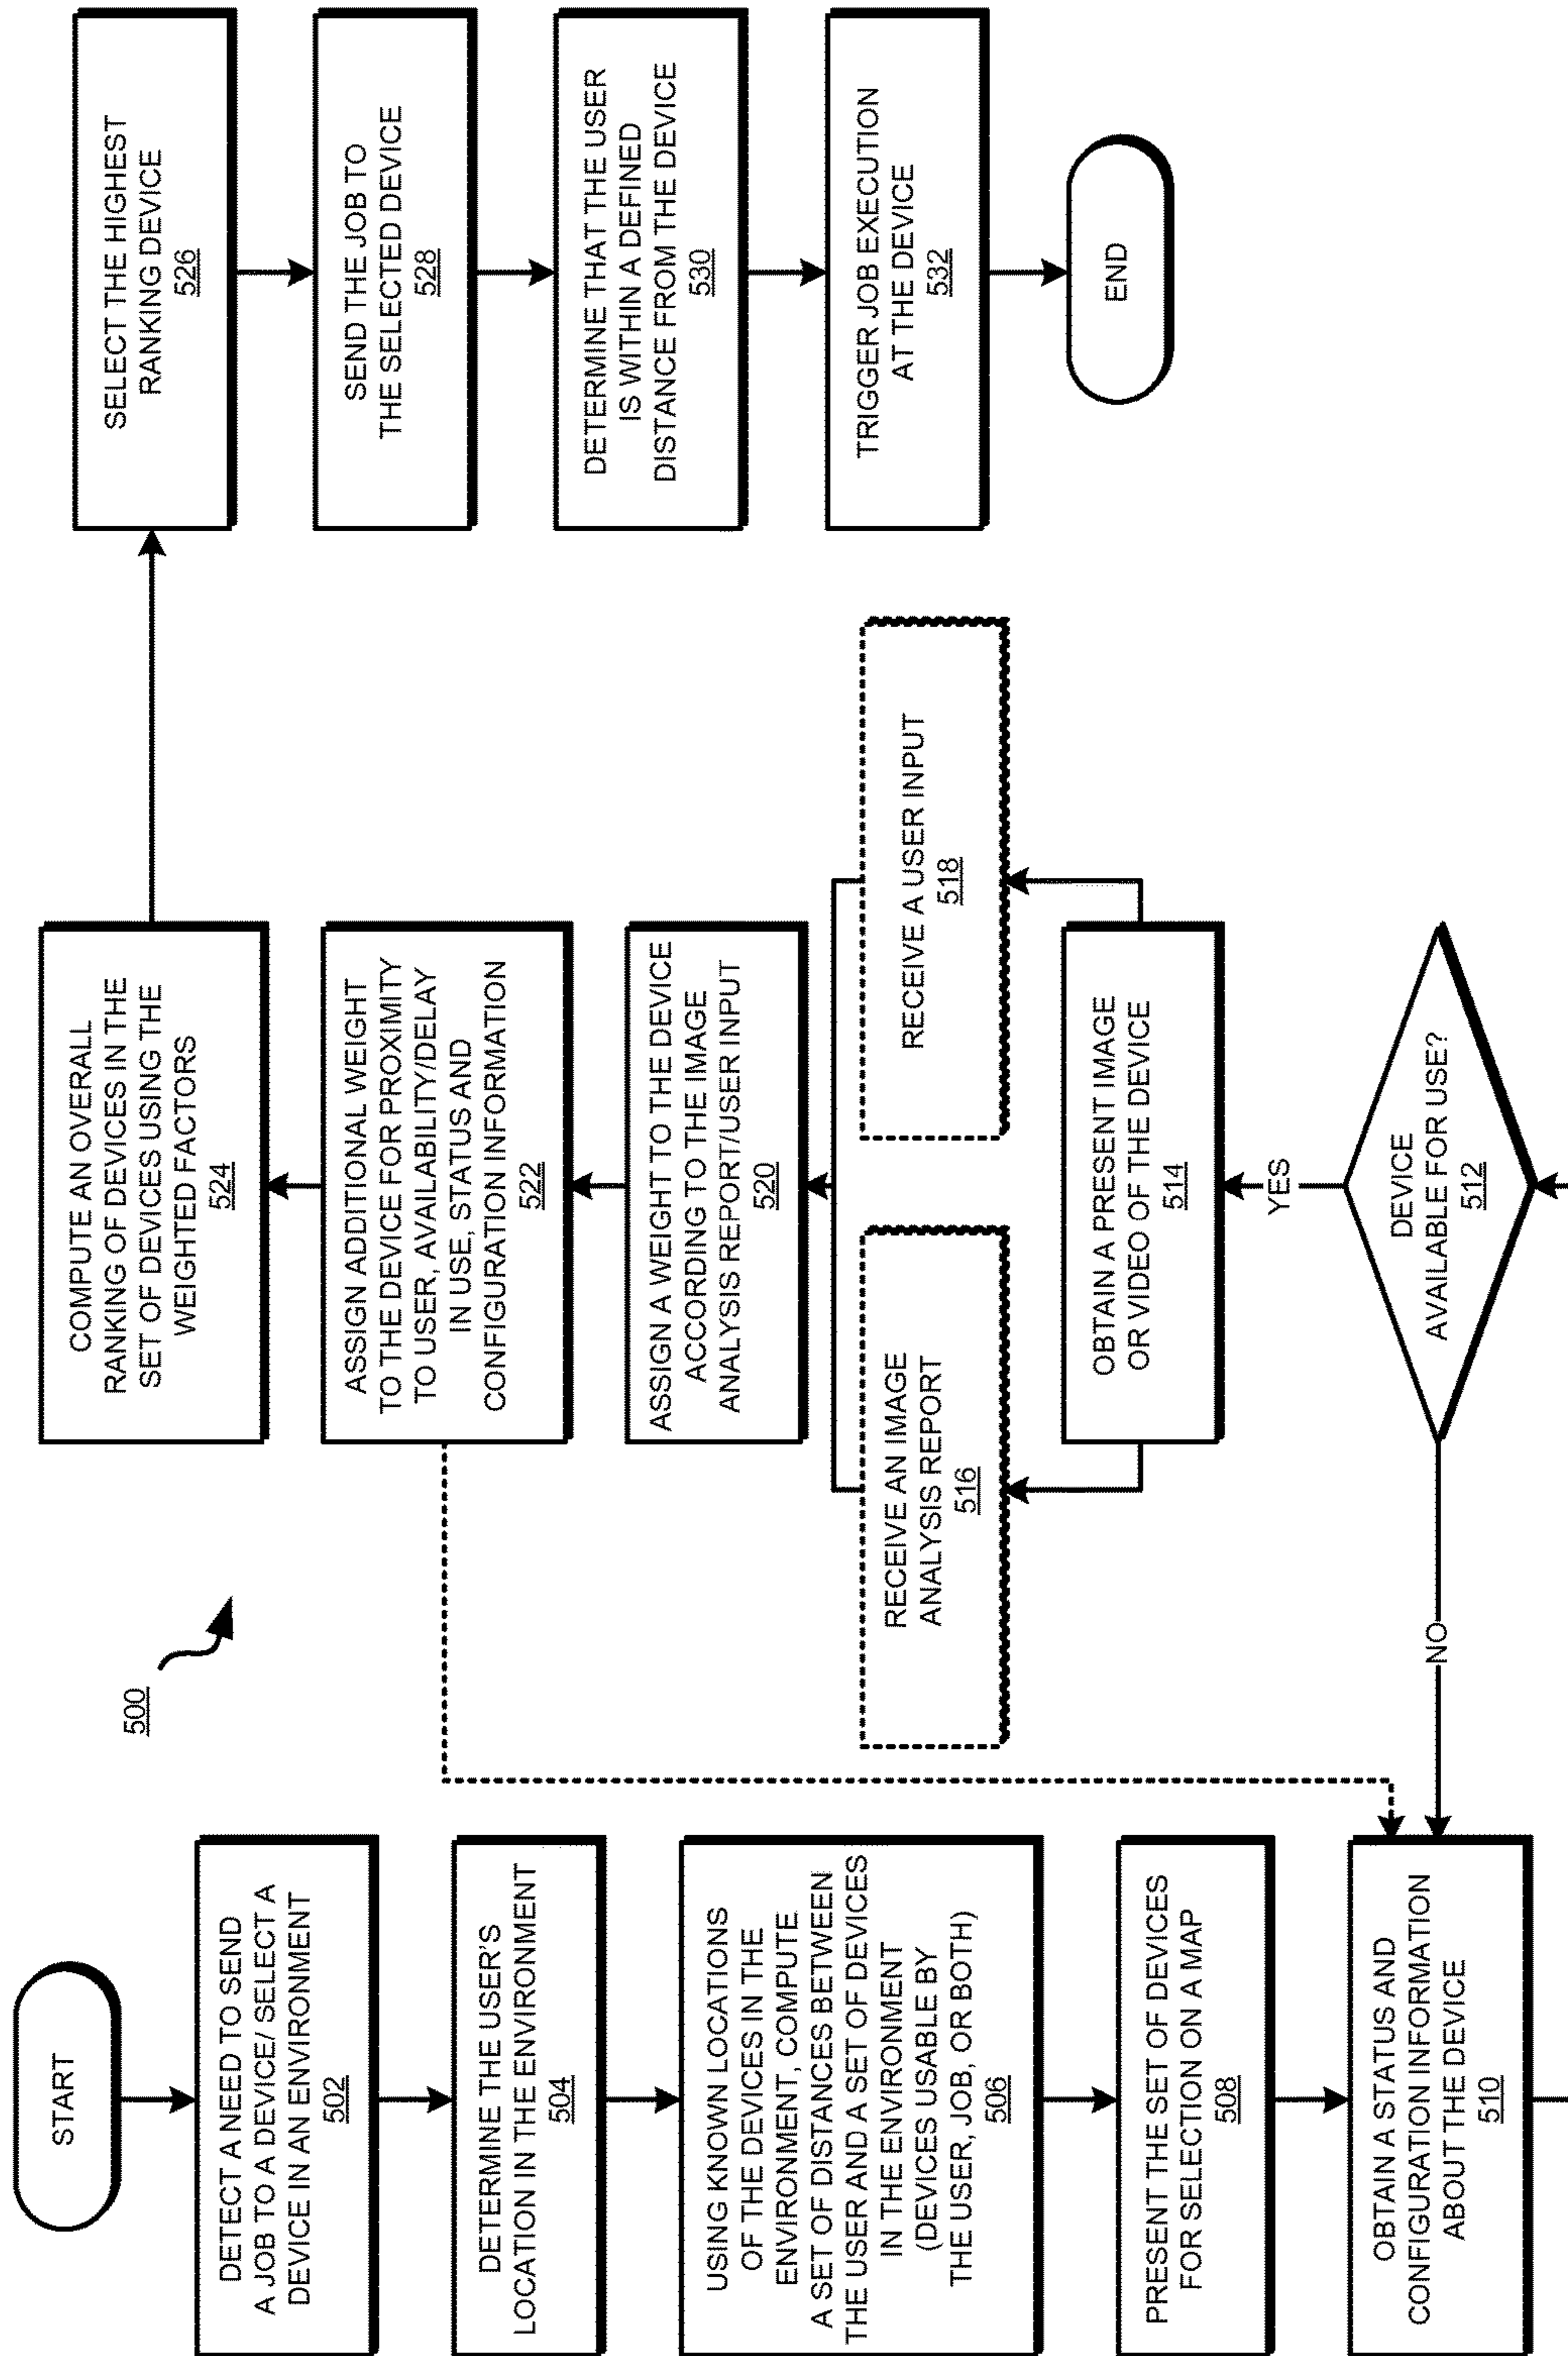 500
START
DETECT A NEED TO SEND
A JOB TO A DEVICE/ SELECT A
DEVICE IN AN ENVIRONMENT
502
DETERMINE THE USER'S
LOCATION IN THE ENVIRONMENT
504
USING KNOWN LOCATIONS
OF THE DEVICES IN THE
ENVIRONMENT, COMPUTE
A SET OF DISTANCES BETWEEN
THE USER AND A SET OF DEVICES
IN THE ENVIRONMENT
(DEVICES USABLE BY
THE USER, JOB, OR BOTH)
506
PRESENT THE SET OF DEVICES
FOR SELECTION ON A MAP
508
OBTAIN A STATUS AND
CONFIGURATION INFORMATION
ABOUT THE DEVICE
510
DEVICE
AVAILABLE FOR USE?
512
NO
YES
OBTAIN A PRESENT IMAGE
OR VIDEO OF THE DEVICE
514
RECEIVE AN IMAGE
ANALYSIS REPORT
516
RECEIVE A USER INPUT
518
ASSIGN A WEIGHT TO THE DEVICE
ACCORDING TO THE IMAGE
ANALYSIS REPORT/USER INPUT
520
ASSIGN ADDITIONAL WEIGHT
TO THE DEVICE FOR PROXIMITY
TO USER, AVAILABILITY/DELAY
IN USE, STATUS AND
CONFIGURATION INFORMATION
522
COMPUTE AN OVERALL
RANKING OF DEVICES IN THE
SET OF DEVICES USING THE
WEIGHTED FACTORS
524
SELECT THE HIGHEST
RANKING DEVICE
526
SEND THE JOB TO
THE SELECTED DEVICE
528
DETERMINE THAT THE USER
IS WITHIN A DEFINED
DISTANCE FROM THE DEVICE
530
TRIGGER JOB EXECUTION
AT THE DEVICE
532
END